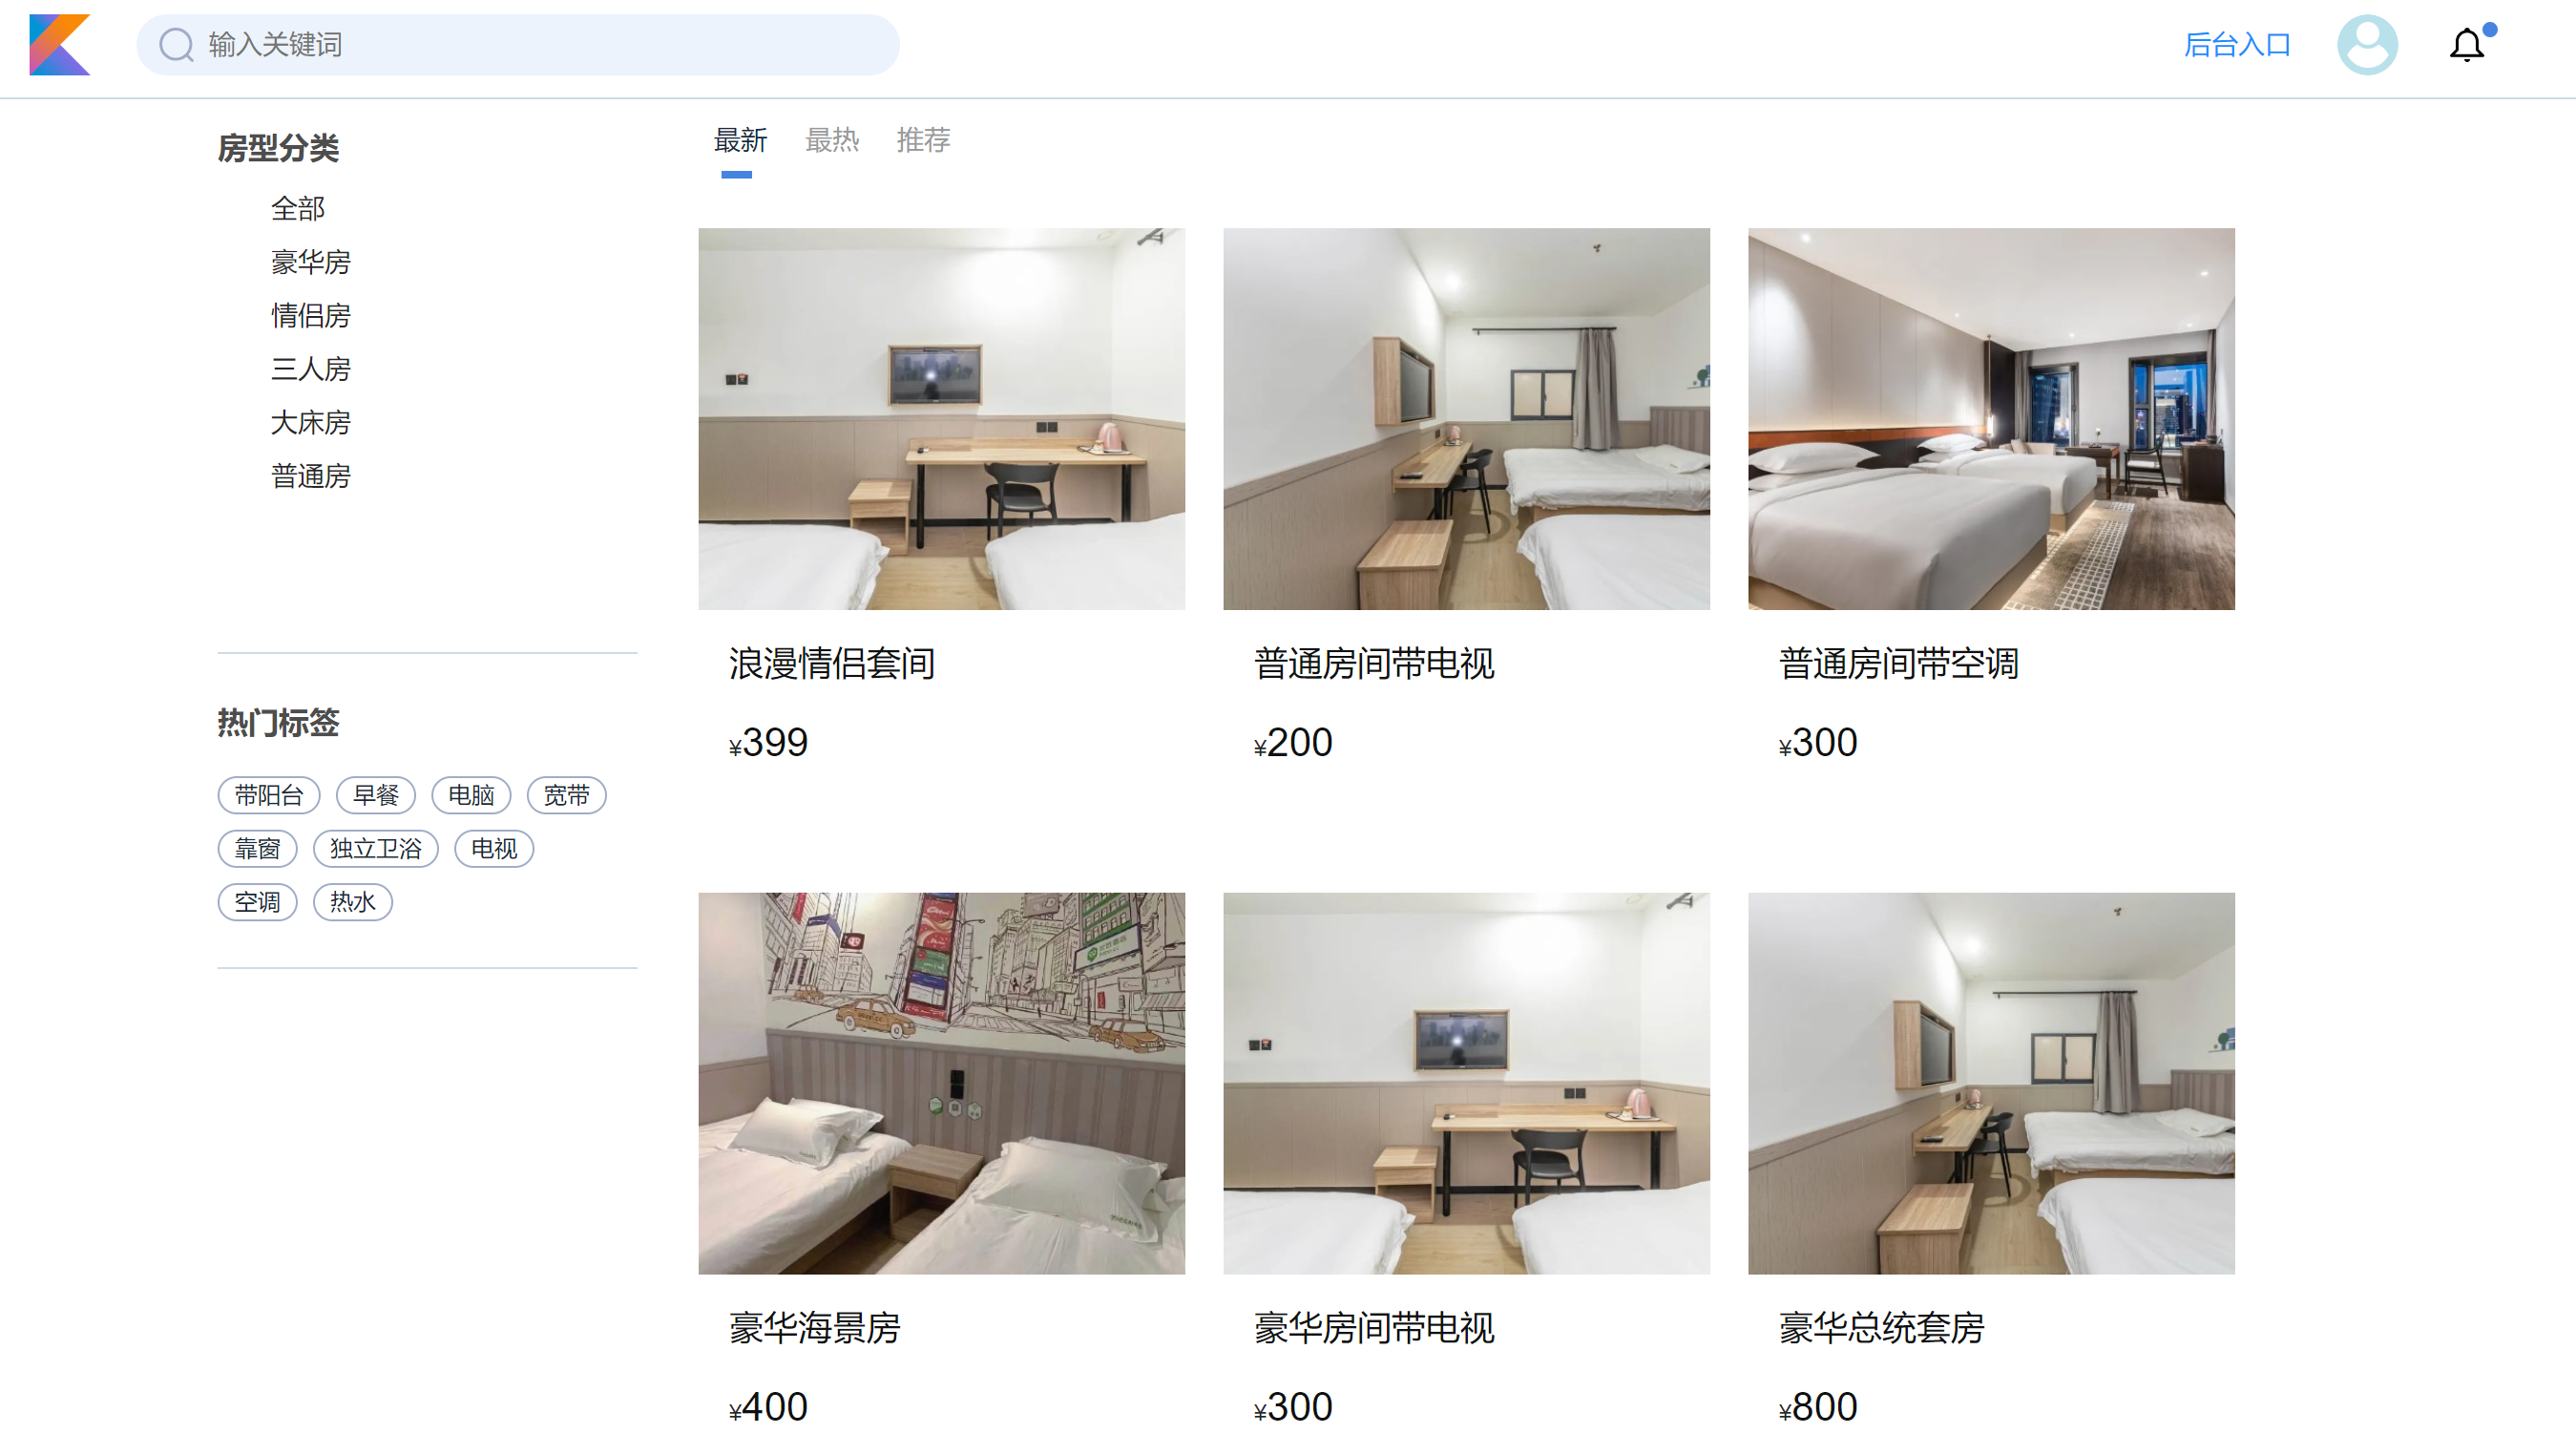 输入关键词
后台入口
房型分类
全部
豪华房
情侣房
三人房
大床房
普通房
热门标签
带阳台 早餐 电脑 宽带
靠窗 独立卫浴 电视
空调 热水
最新 最热 推荐
浪漫情侣套间
¥399
普通房间带电视
¥200
普通房间带空调
¥300
豪华海景房
¥400
豪华房间带电视
¥300
豪华总统套房
¥800